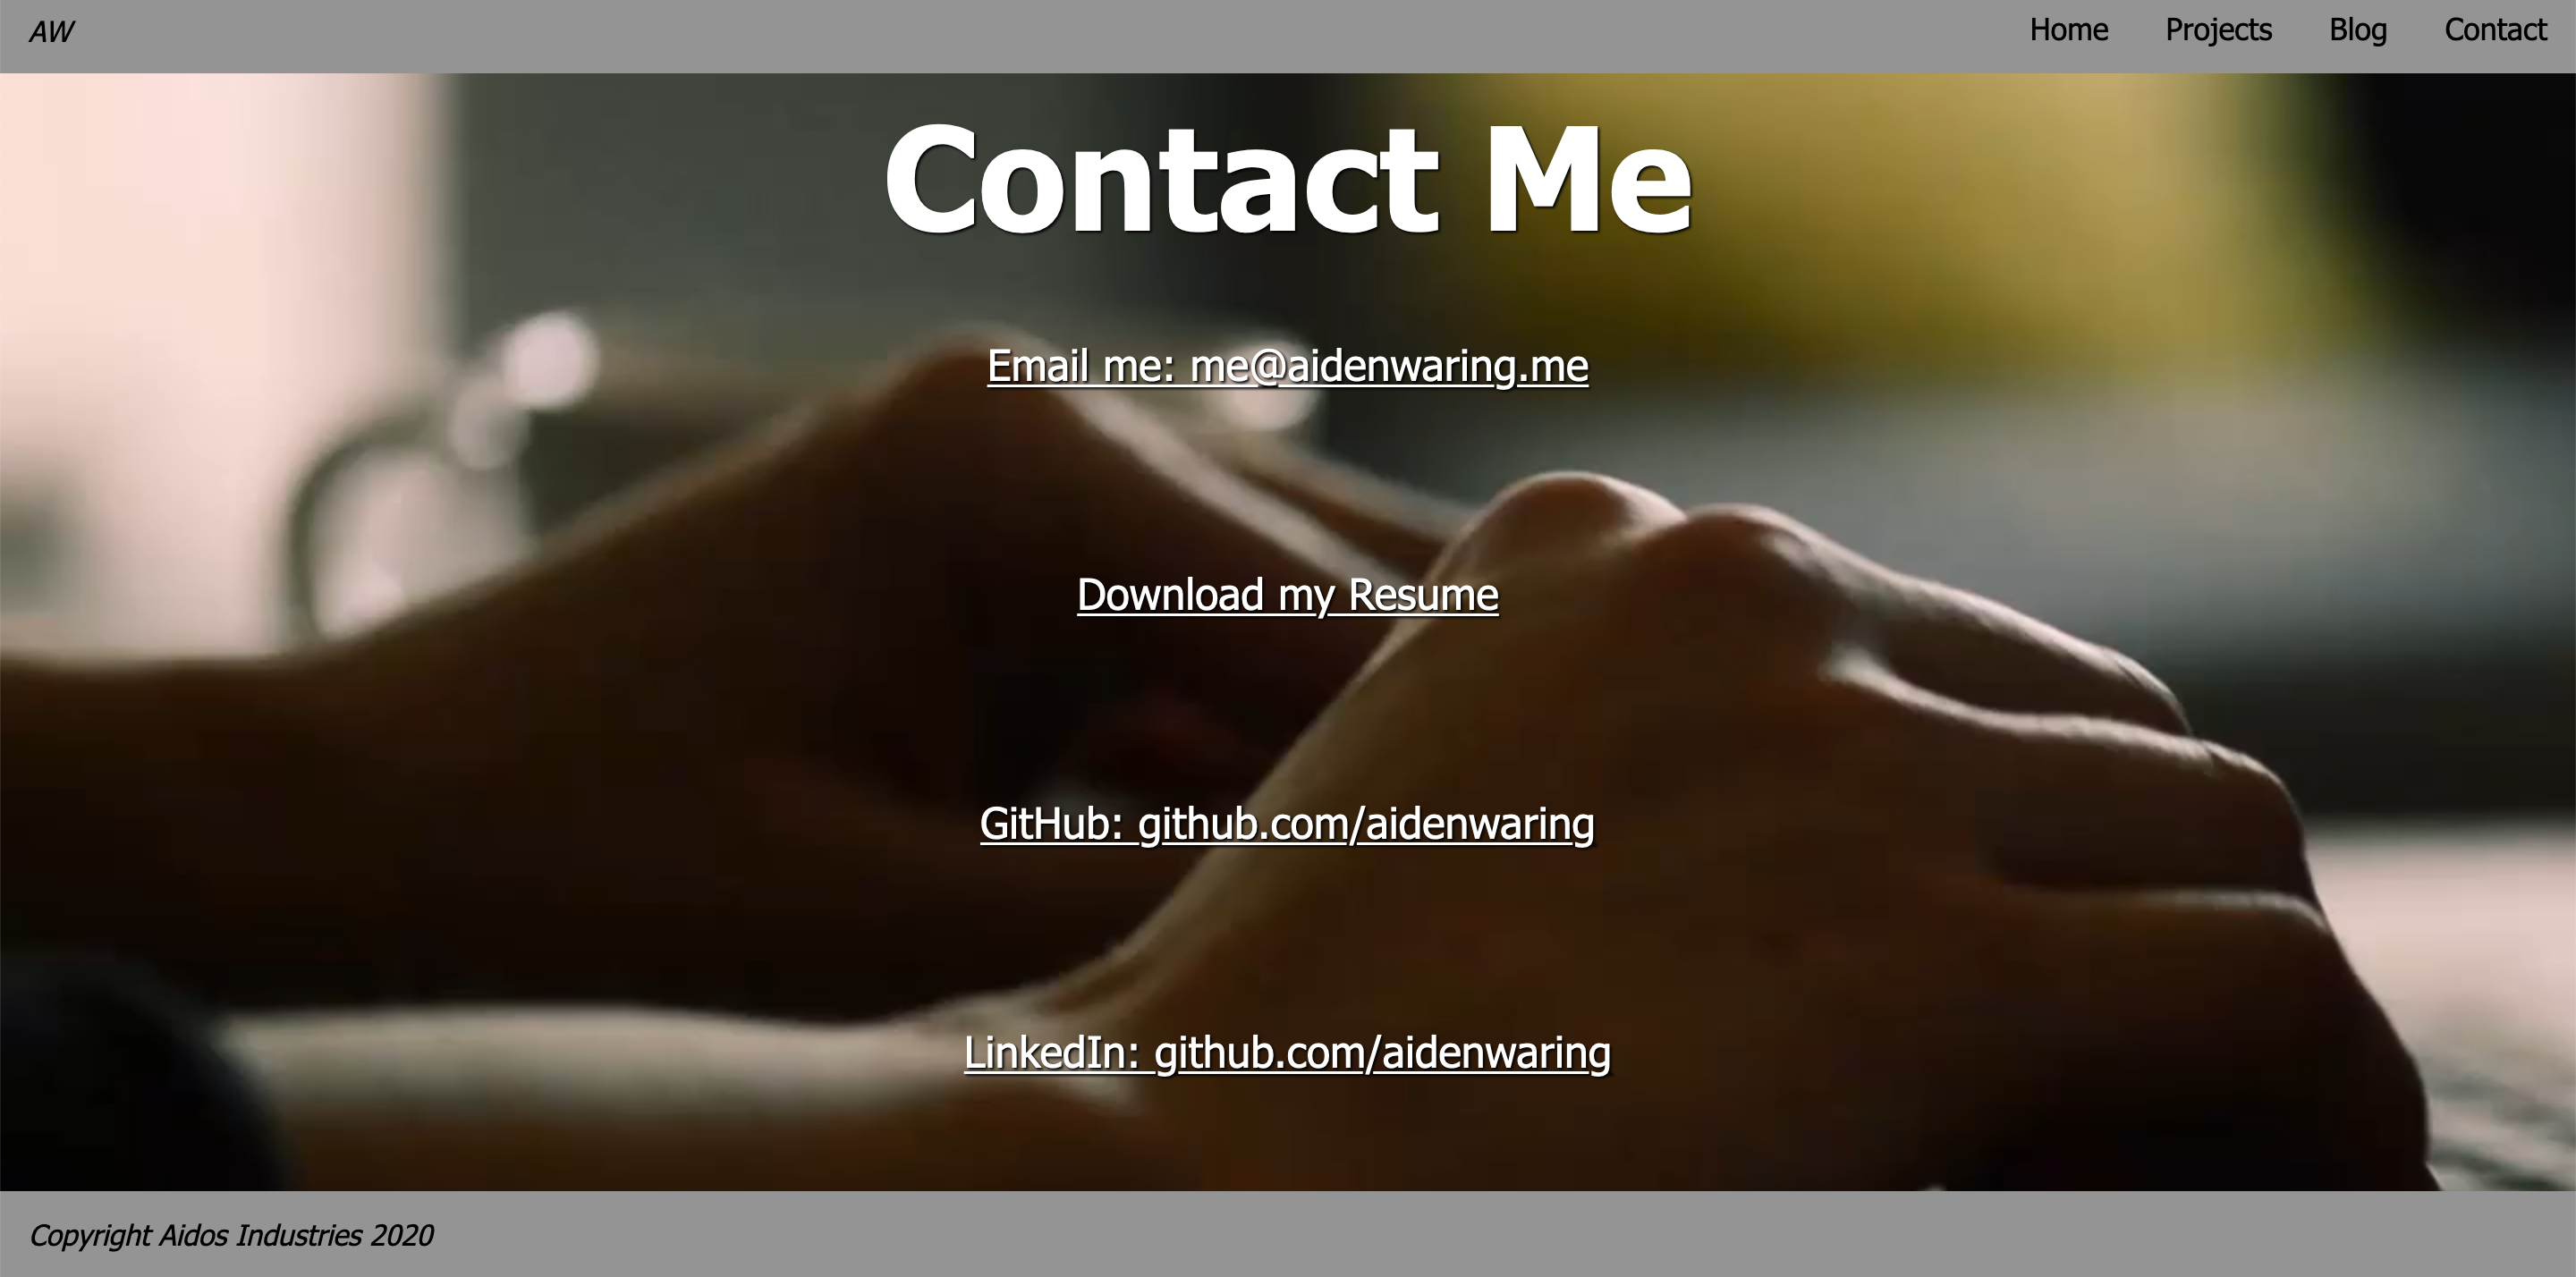 AW
Home Projects Blog Contact
Contact Me
Email me: me@aidenwaring.me
Download my Resume
GitHub: github.com/aidenwaring
LinkedIn: github.com/aidenwaring
Copyright Aidos Industries 2020